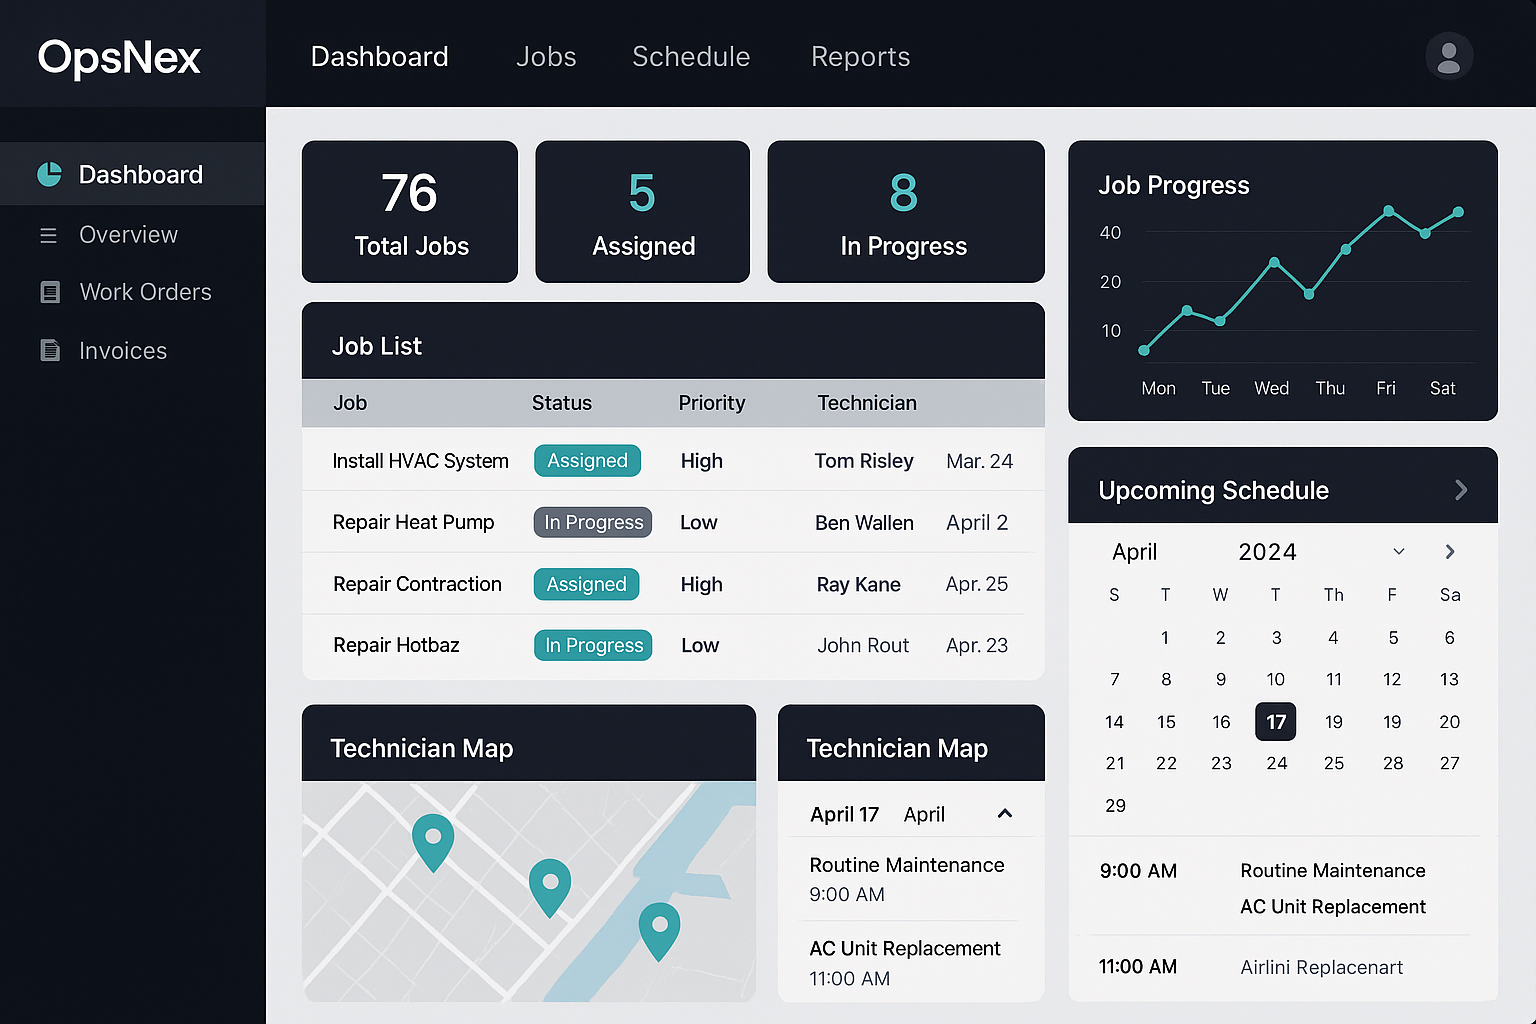 OpsNex
Dashboard Jobs Schedule Reports
Dashboard
Overview
Work Orders
Invoices
76
Total Jobs
5
Assigned
8
In Progress
Job List
Job Status Priority Technician
Install HVAC System Assigned High Tom Risley Mar. 24
Repair Heat Pump In Progress Low Ben Wallen April 2
Repair Contraction Assigned High Ray Kane Apr. 25
Repair Hotbaz In Progress Low John Rout Apr. 23
Technician Map
Technician Map
April 17 April
Routine Maintenance
9:00 AM
AC Unit Replacement
11:00 AM
Job Progress
40
20
10
Mon Tue Wed Thu Fri Sat
Upcoming Schedule
April 2024
S T W T Th F Sa
1 2 3 4 5 6
7 8 9 10 11 12 13
14 15 16 17 19 19 20
21 22 23 24 25 28 27
29
9:00 AM Routine Maintenance
AC Unit Replacement
11:00 AM Airlini Replacenart